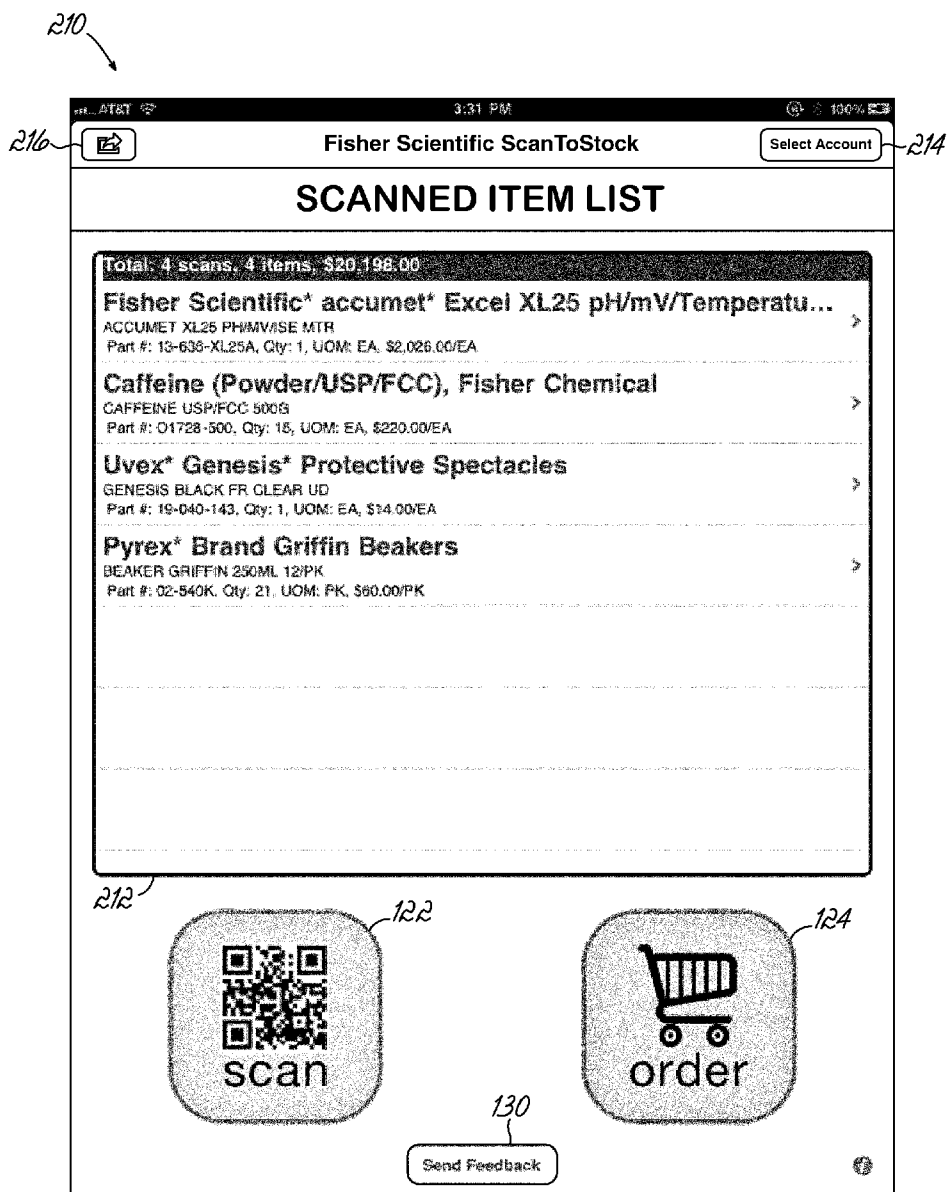 210
AT&T 3:31 PM 100%
216 Fisher Scientific ScanToStock Select Account 214
SCANNED ITEM LIST
Total: 4 scans, 4 items, $20,198.00
Fisher Scientific* accumet* Excel XL25 pH/mV/Temperatu...
ACCUMET XL25 PH/MV/ISE MTR
Part #: 13-636-XL25A, Qty: 1, UOM: EA, $2,026.00/EA
Caffeine (Powder/USP/FCC), Fisher Chemical
CAFFEINE USP/FCC 500G
Part #: O1728-500, Qty: 15, UOM: EA, $220.00/EA
Uvex* Genesis* Protective Spectacles
GENESIS BLACK FR CLEAR UD
Part #: 19-040-143, Qty: 1, UOM: EA, $14.00/EA
Pyrex* Brand Griffin Beakers
BEAKER GRIFFIN 250ML 12/PK
Part #: 02-540K, Qty: 21, UOM: PK, $60.00/PK
212
122
124
scan
order
130
Send Feedback